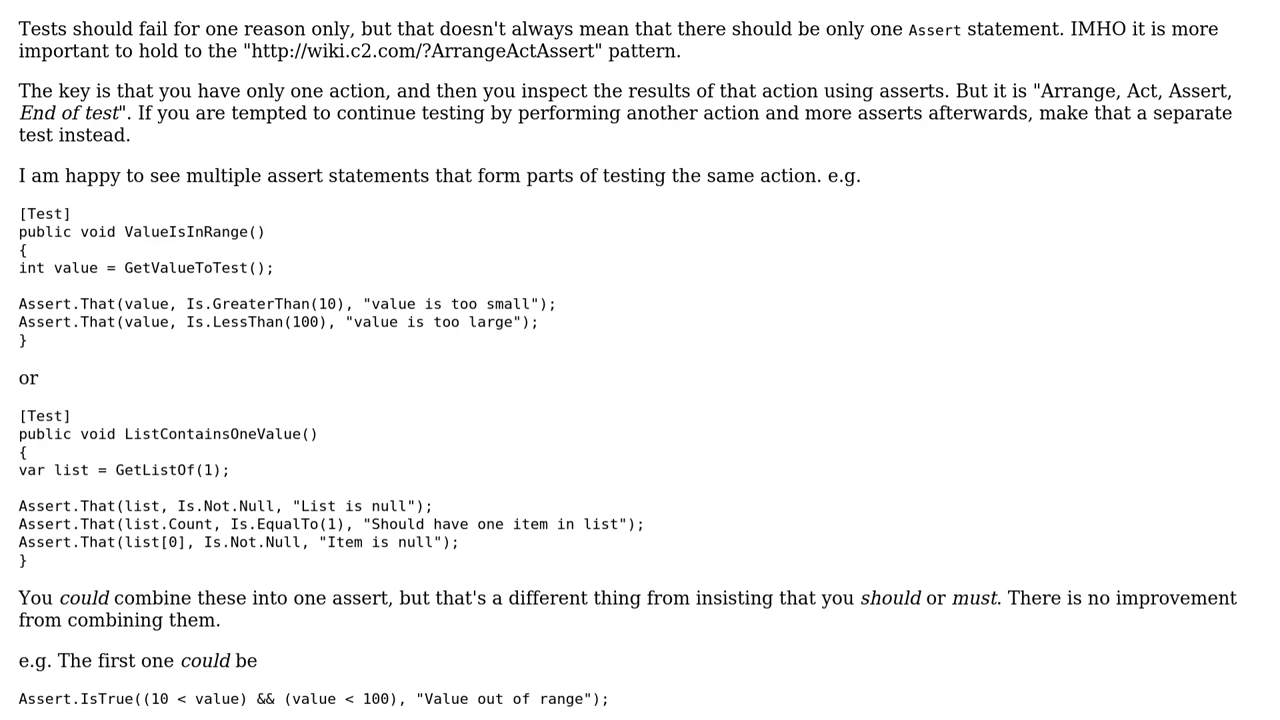 Tests should fail for one reason only, but that doesn't always mean that there should be only one Assert statement. IMHO it is more
important to hold to the "http://wiki.c2.com/?ArrangeActAssert" pattern.
The key is that you have only one action, and then you inspect the results of that action using asserts. But it is "Arrange, Act, Assert,
End of test". If you are tempted to continue testing by performing another action and more asserts afterwards, make that a separate
test instead.
I am happy to see multiple assert statements that form parts of testing the same action. e.g.
[Test]
public void ValueIsInRange()
{
int value = GetValueToTest();
Assert.That(value, Is.GreaterThan(10), "value is too small");
Assert.That(value, Is.LessThan(100), "value is too large");
}
or
[Test]
public void ListContainsOneValue()
{
var list = GetListOf(1);
Assert.That(list, Is.Not.Null, "List is null");
Assert.That(list.Count, Is.EqualTo(1), "Should have one item in list");
Assert.That(list[0], Is.Not.Null, "Item is null");
}
You could combine these into one assert, but that's a different thing from insisting that you should or must. There is no improvement
from combining them.
e.g. The first one could be
Assert.IsTrue((10 < value) && (value < 100), "Value out of range");